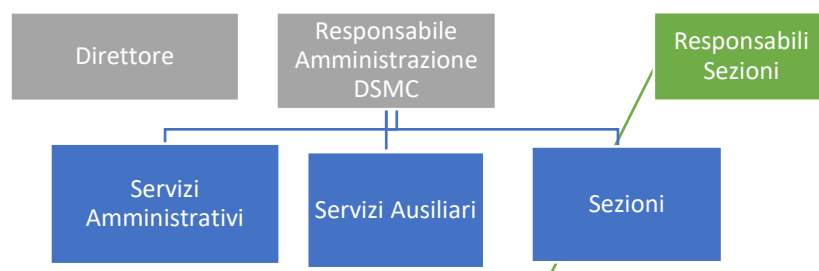 Direttore
Responsabile
Amministrazione
DSMC
Responsabili
Sezioni
Servizi
Amministrativi
Servizi Ausiliari
Sezioni